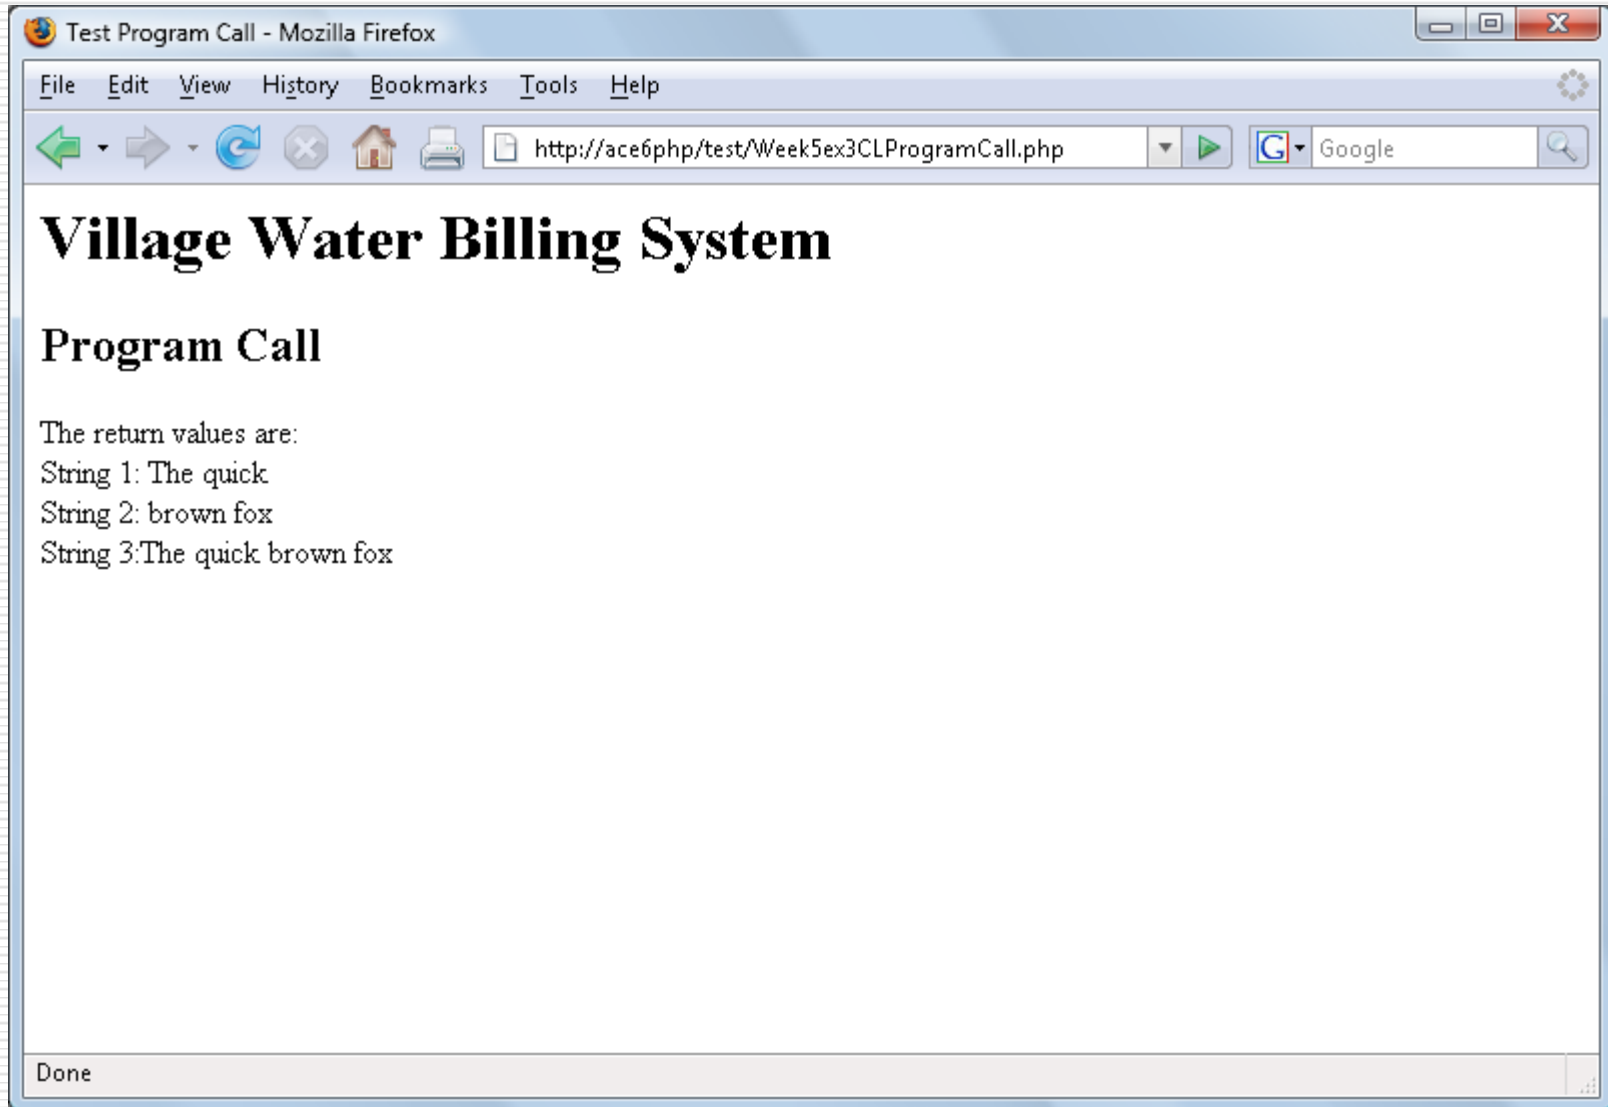 Test Program Call - Mozilla Firefox
File Edit View History Bookmarks Tools Help
http://ace6php/test/Week5ex3CLProgramCall.php G Google
Village Water Billing System
Program Call
The return values are:
String 1: The quick
String 2: brown fox
String 3:The quick brown fox
Done